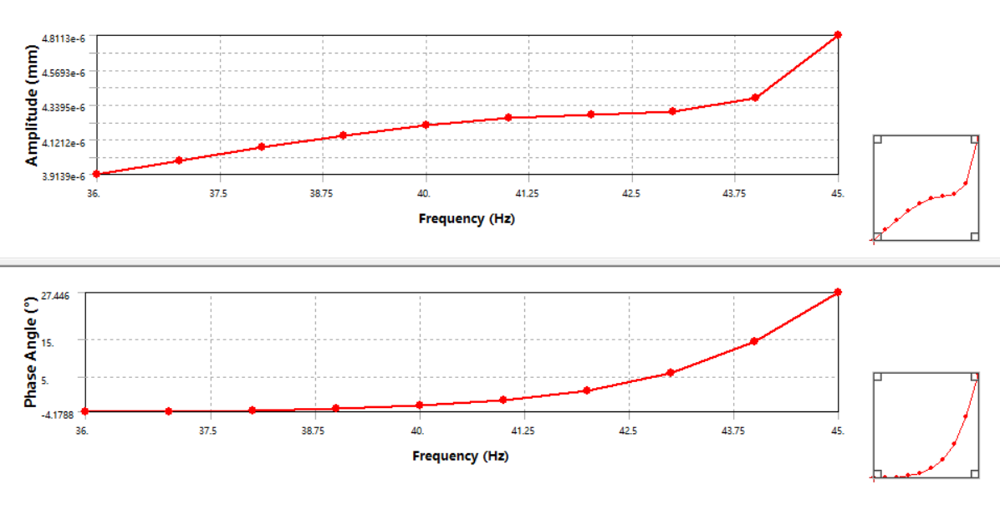 Amplitude (mm)
4.8113e-6
4.5693e-6
4.3395e-6
4.1212e-6
3.9139e-6
36. 37.5 38.75 40. 41.25 42.5 43.75 45.
Frequency (Hz)
Phase Angle (°)
27.446
15.
5.
-4.1788
36. 37.5 38.75 40. 41.25 42.5 43.75 45.
Frequency (Hz)